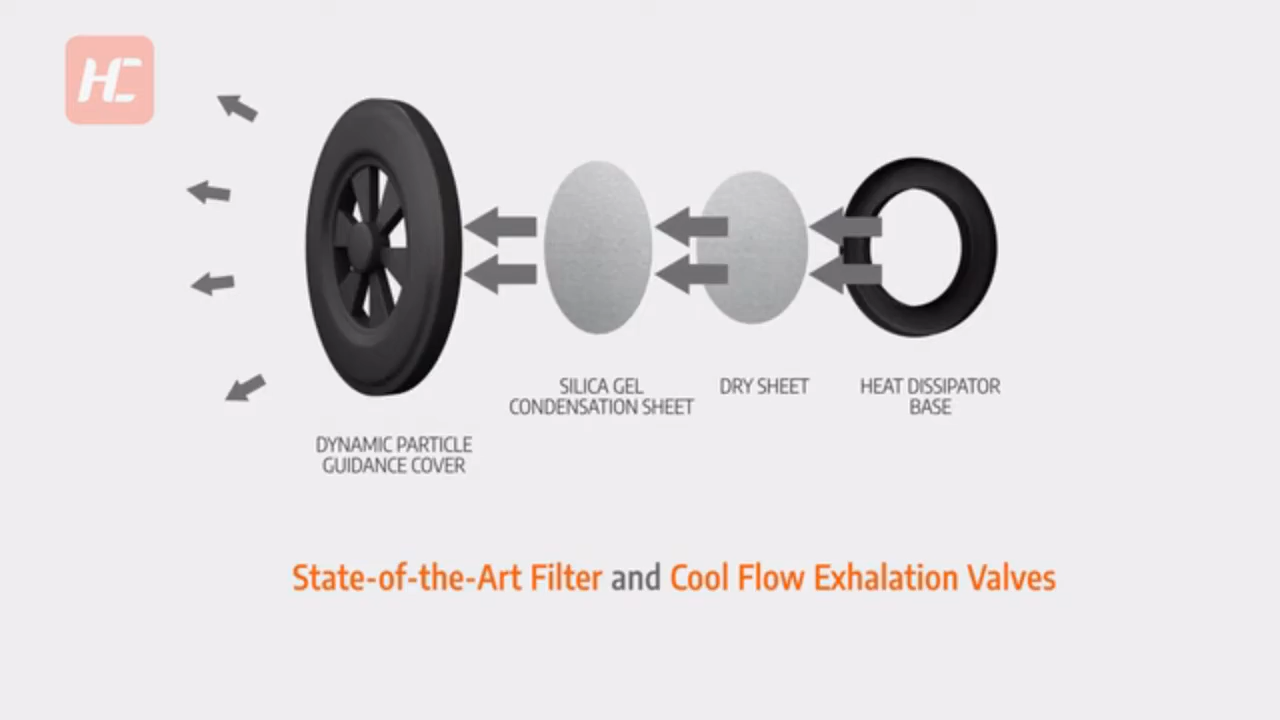 HC
SILICA GEL
CONDENSATION SHEET
DRY SHEET
HEAT DISSIPATOR
BASE
DYNAMIC PARTICLE
GUIDANCE COVER
State-of-the-Art Filter and Cool Flow Exhalation Valves